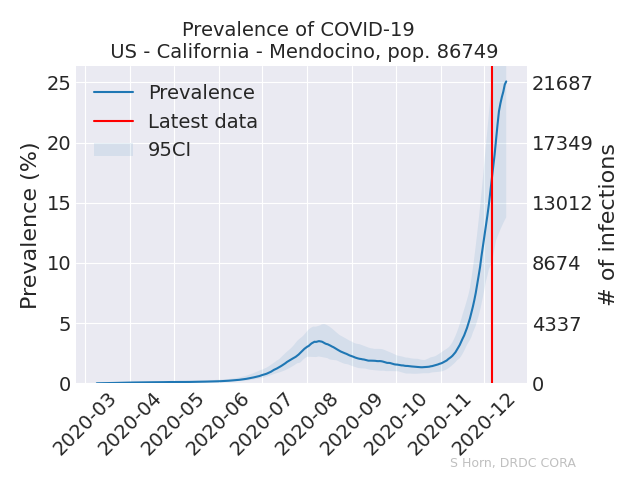 Prevalence of COVID-19
US - California - Mendocino, pop. 86749
Prevalence
Latest data
95CI
Prevalence (%)
25
20
15
10
5
0
21687
17349
13012
8674
4337
0
# of infections
2020-03
2020-04
2020-05
2020-06
2020-07
2020-08
2020-09
2020-10
2020-11
2020-12
S Horn, DRDC CORA